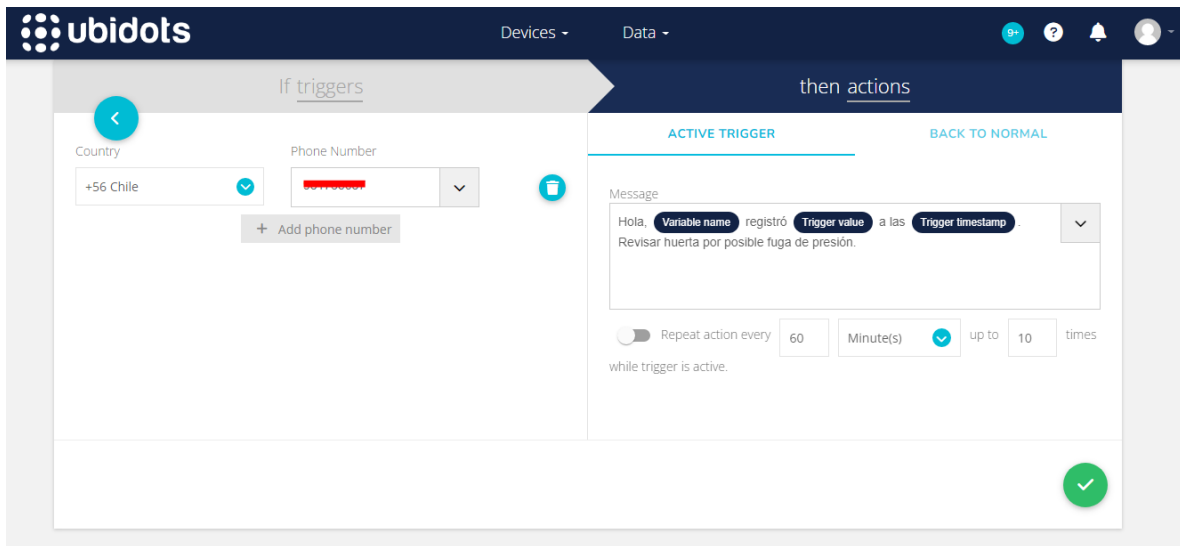 ubidots Devices Data 9+ ?
If triggers then actions
ACTIVE TRIGGER BACK TO NORMAL
Country Phone Number
+56 Chile
+ Add phone number
Message
Hola, Variable name registró Trigger value a las Trigger timestamp .
Revisar huerta por posible fuga de presión.
Repeat action every 60 Minute(s) up to 10 times
while trigger is active.